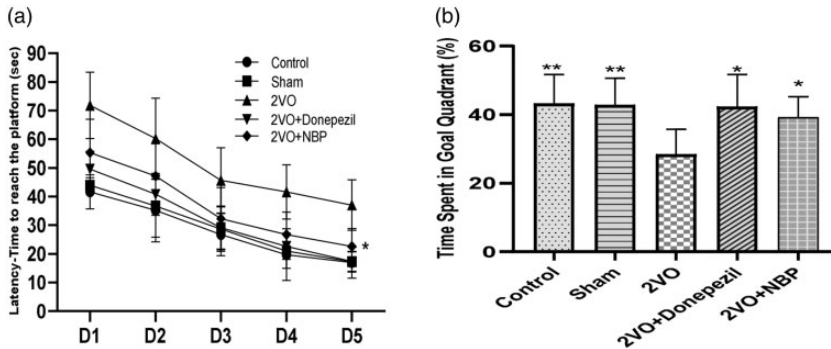 (a)
Latency-Time to reach the platform (sec)
90
80
70
60
50
40
30
20
10
0
D1 D2 D3 D4 D5
Control
Sham
2VO
2VO+Donepezil
2VO+NBP
*
(b)
Time Spent in Goal Quadrant (%)
60
40
20
0
** ** * *
Control Sham 2VO 2VO+Donepezil 2VO+NBP